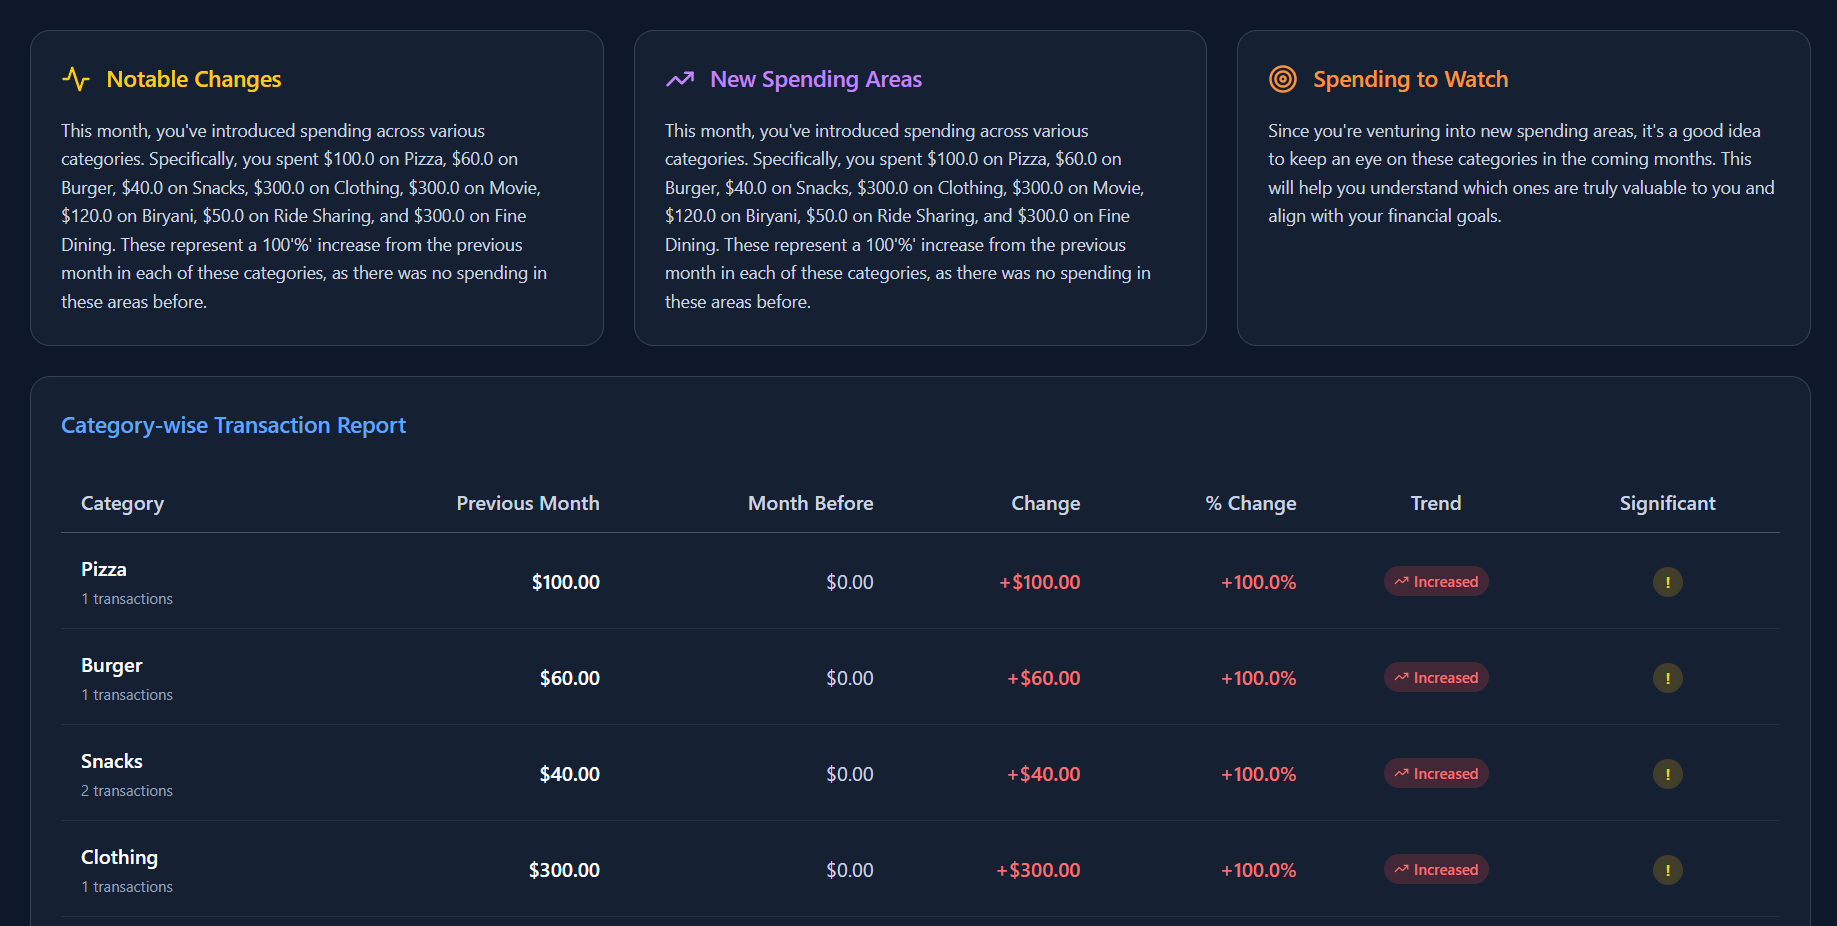 Notable Changes
This month, you've introduced spending across various
categories. Specifically, you spent $100.0 on Pizza, $60.0 on
Burger, $40.0 on Snacks, $300.0 on Clothing, $300.0 on Movie,
$120.0 on Biryani, $50.0 on Ride Sharing, and $300.0 on Fine
Dining. These represent a 100'%' increase from the previous
month in each of these categories, as there was no spending in
these areas before.
New Spending Areas
This month, you've introduced spending across various
categories. Specifically, you spent $100.0 on Pizza, $60.0 on
Burger, $40.0 on Snacks, $300.0 on Clothing, $300.0 on Movie,
$120.0 on Biryani, $50.0 on Ride Sharing, and $300.0 on Fine
Dining. These represent a 100'%' increase from the previous
month in each of these categories, as there was no spending in
these areas before.
Spending to Watch
Since you're venturing into new spending areas, it's a good idea
to keep an eye on these categories in the coming months. This
will help you understand which ones are truly valuable to you and
align with your financial goals.
Category-wise Transaction Report
Category Previous Month Month Before Change % Change Trend Significant
Pizza
1 transactions
$100.00 $0.00 +$100.00 +100.0% Increased !
Burger
1 transactions
$60.00 $0.00 +$60.00 +100.0% Increased !
Snacks
2 transactions
$40.00 $0.00 +$40.00 +100.0% Increased !
Clothing
1 transactions
$300.00 $0.00 +$300.00 +100.0% Increased !